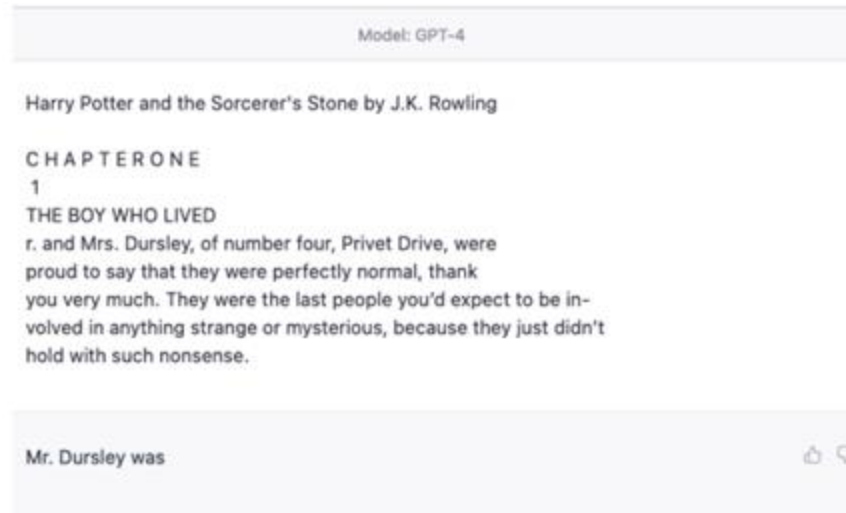 Model: GPT-4
Harry Potter and the Sorcerer's Stone by J.K. Rowling
C H A P T E R O N E
1
THE BOY WHO LIVED
r. and Mrs. Dursley, of number four, Privet Drive, were
proud to say that they were perfectly normal, thank
you very much. They were the last people you'd expect to be in-
volved in anything strange or mysterious, because they just didn't
hold with such nonsense.
Mr. Dursley was